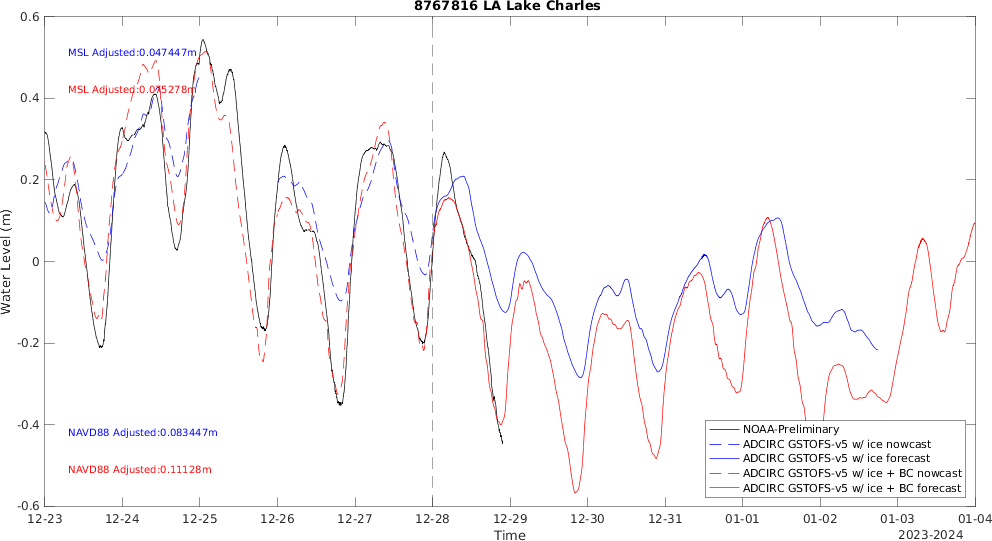 8767816 LA Lake Charles
0.6
0.4
0.2
0
-0.2
-0.4
-0.6
Water Level (m)
MSL Adjusted:0.047447m
MSL Adjusted:0.075278m
NAVD88 Adjusted:0.083447m
NAVD88 Adjusted:0.11128m
NOAA-Preliminary
ADCIRC GSTOFS-v5 w/ ice nowcast
ADCIRC GSTOFS-v5 w/ ice forecast
ADCIRC GSTOFS-v5 w/ ice + BC nowcast
ADCIRC GSTOFS-v5 w/ ice + BC forecast
12-23 12-24 12-25 12-26 12-27 12-28 12-29 12-30 12-31 01-01 01-02 01-03 01-04
Time
2023-2024